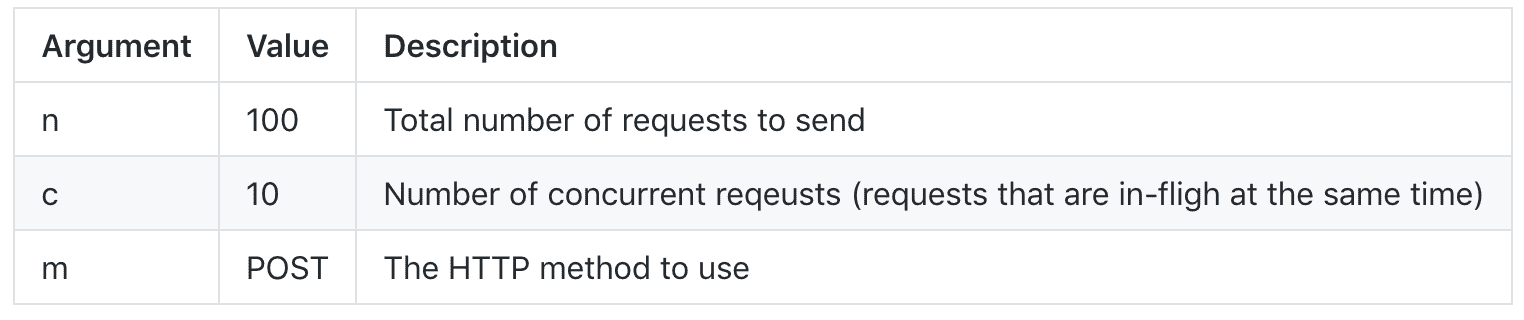 Argument Value Description
n 100 Total number of requests to send
c 10 Number of concurrent reqeusts (requests that are in-fligh at the same time)
m POST The HTTP method to use